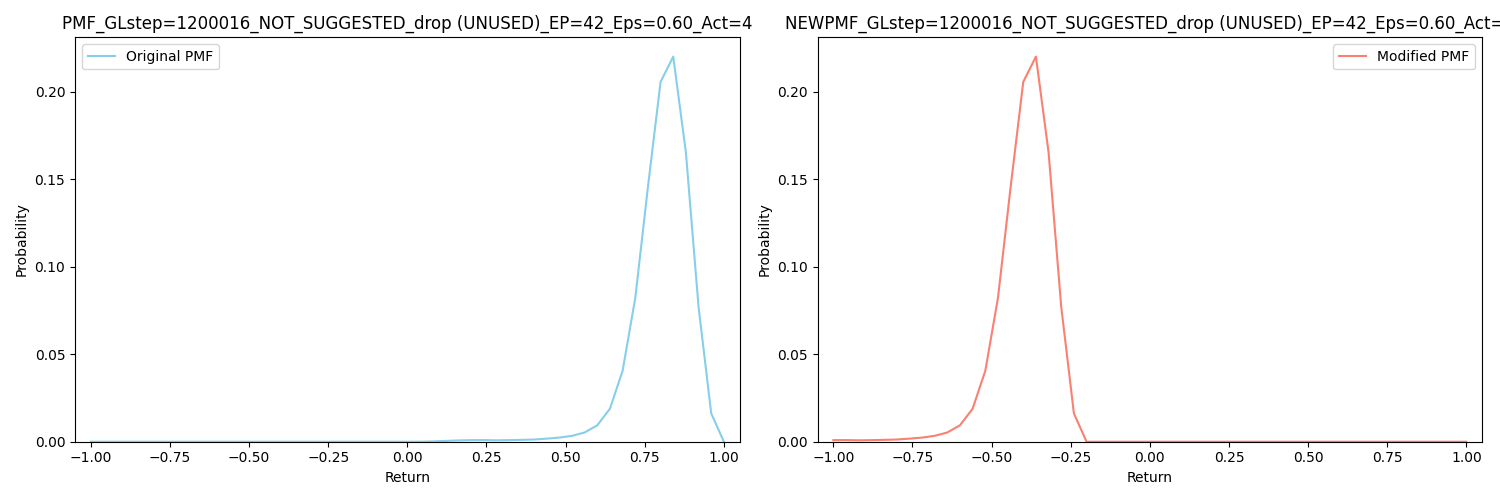 PMF_GLstep=1200016_NOT_SUGGESTED_drop (UNUSED)_EP=42_Eps=0.60_Act=4
Original PMF
0.20
0.15
0.10
0.05
0.00
Probability
−1.00 −0.75 −0.50 −0.25 0.00 0.25 0.50 0.75 1.00
Return
NEWPMF_GLstep=1200016_NOT_SUGGESTED_drop (UNUSED)_EP=42_Eps=0.60_Act=
Modified PMF
0.20
0.15
0.10
0.05
0.00
Probability
−1.00 −0.75 −0.50 −0.25 0.00 0.25 0.50 0.75 1.00
Return